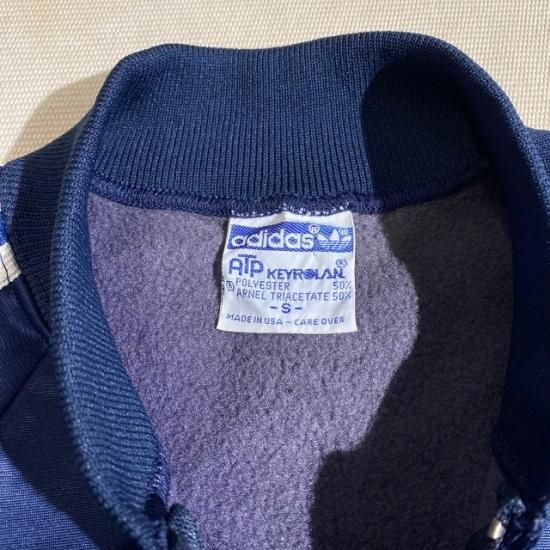 adidas®
ATP KEYROLAN®
POLYESTER 50%
ARNEL TRIACETATE 50%
- S -
MADE IN USA - CARE OVER